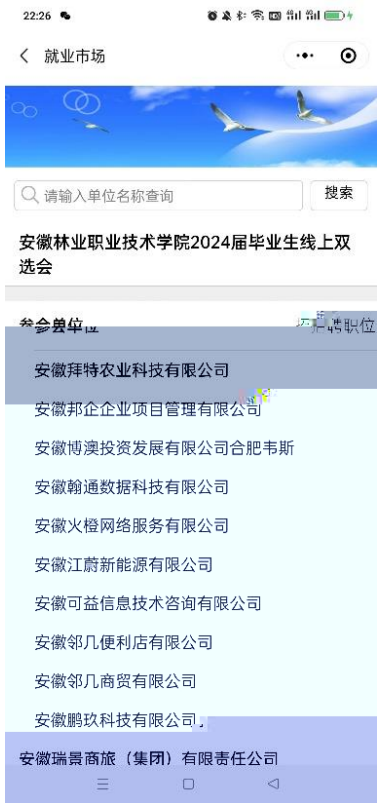 22:26
就业市场
请输入单位名称查询
搜索
安徽林业职业技术学院2024届毕业生线上双
选会
参会单位
招聘职位
安徽拜特农业科技有限公司
安徽邦企企业项目管理有限公司
安徽博澳投资发展有限公司合肥韦斯
安徽翰通数据科技有限公司
安徽火橙网络服务有限公司
安徽江蔚新能源有限公司
安徽可益信息技术咨询有限公司
安徽邻几便利店有限公司
安徽邻几商贸有限公司
安徽鹏玖科技有限公司
安徽瑞景商旅（集团）有限责任公司